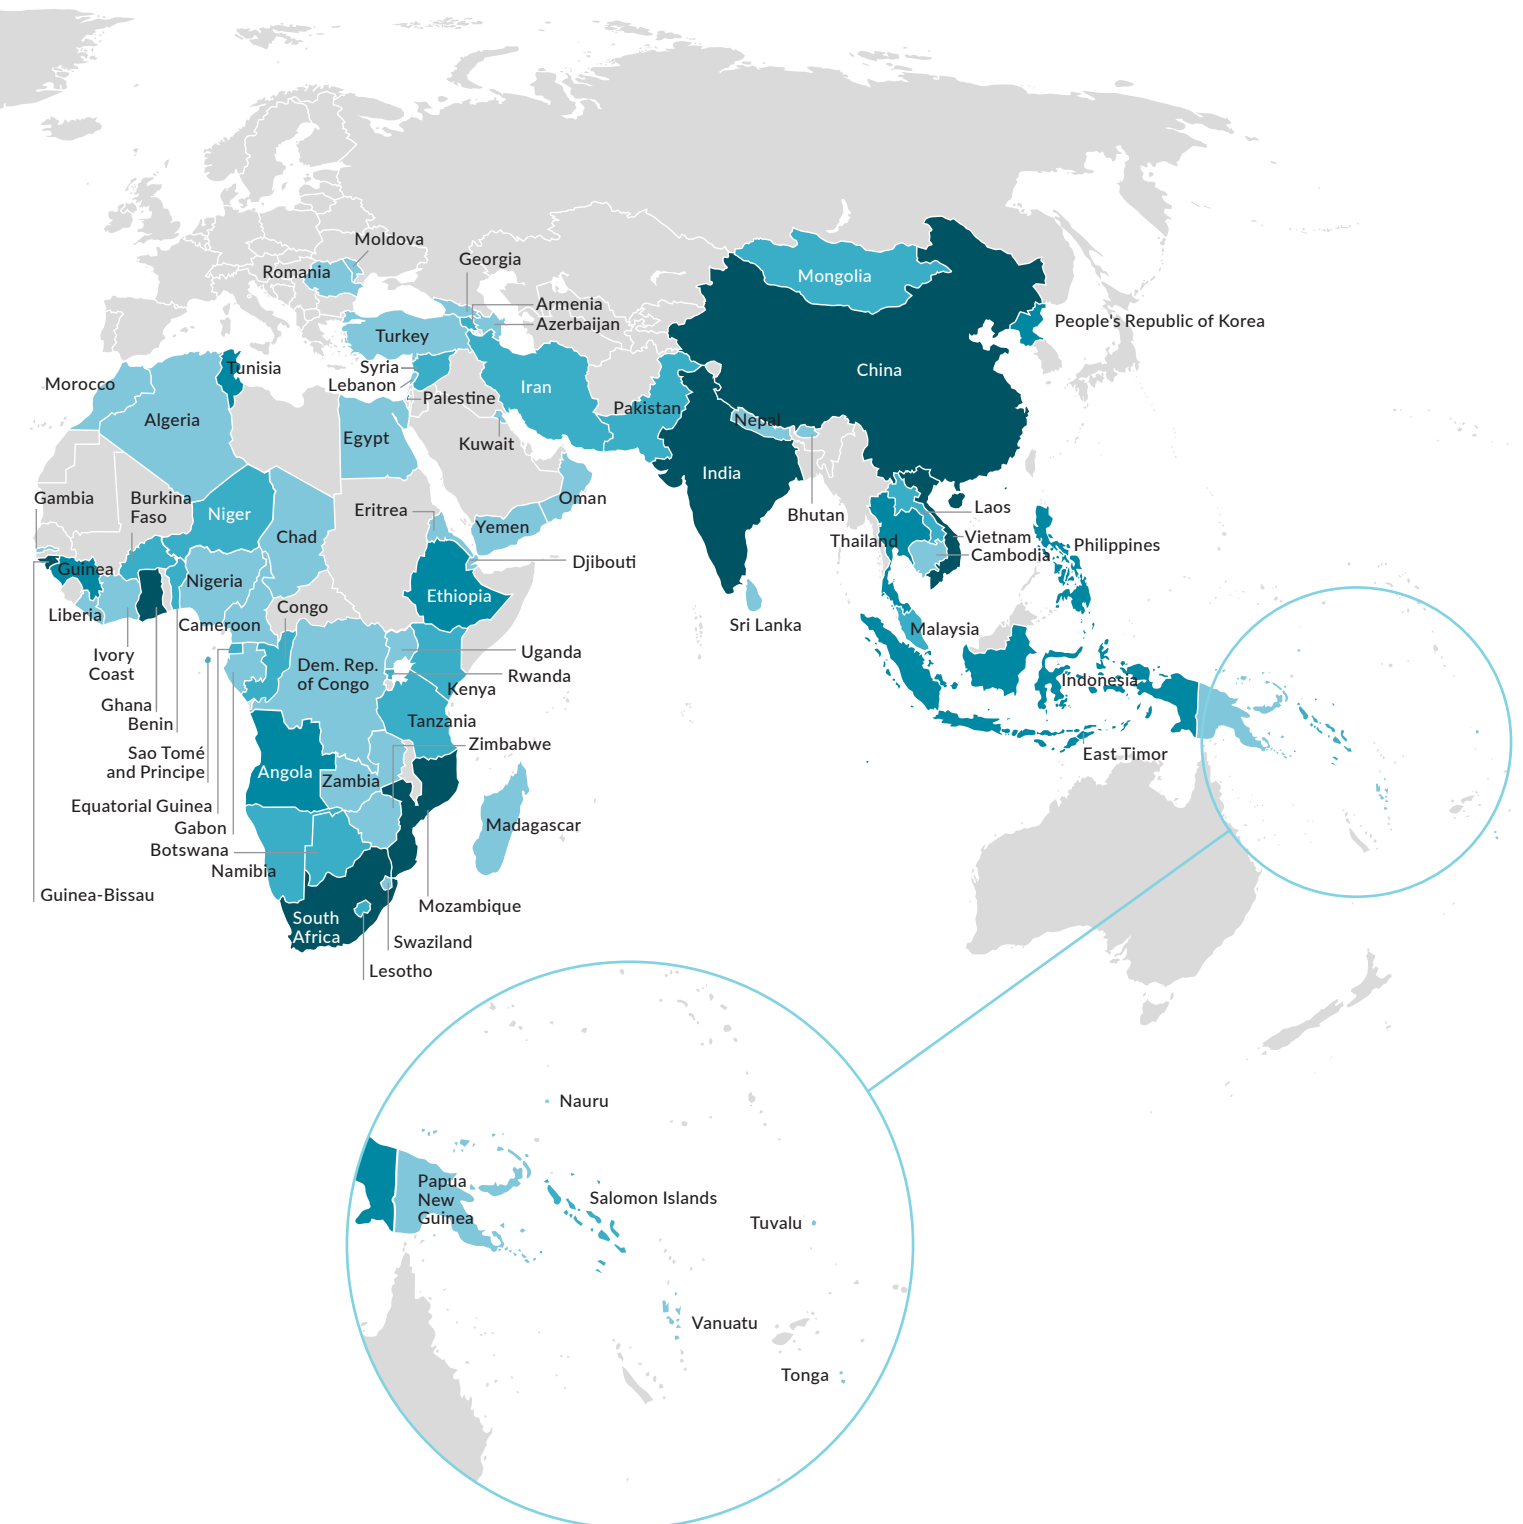 Moldova
Georgia
Romania
Mongolia
Armenia
Azerbaijan
People's Republic of Korea
Turkey
Syria
Tunisia
China
Lebanon
Morocco
Iran
Palestine
Pakistan
Algeria
Nepal
Egypt
Kuwait
India
Gambia
Burkina
Faso
Oman
Eritrea
Niger
Laos
Bhutan
Yemen
Chad
Vietnam
Thailand
Philippines
Cambodia
Djibouti
Guinea
Nigeria
Ethiopia
Congo
Liberia
Cameroon
Sri Lanka
Malaysia
Ivory
Coast
Uganda
Dem. Rep.
of Congo
Rwanda
Indonesia
Kenya
Ghana
Benin
Tanzania
Zimbabwe
Sao Tomé
and Principe
East Timor
Angola
Zambia
Equatorial Guinea
Gabon
Madagascar
Botswana
Namibia
Guinea-Bissau
Mozambique
South
Africa
Swaziland
Lesotho
Nauru
Papua
New
Guinea
Salomon Islands
Tuvalu
Vanuatu
Tonga